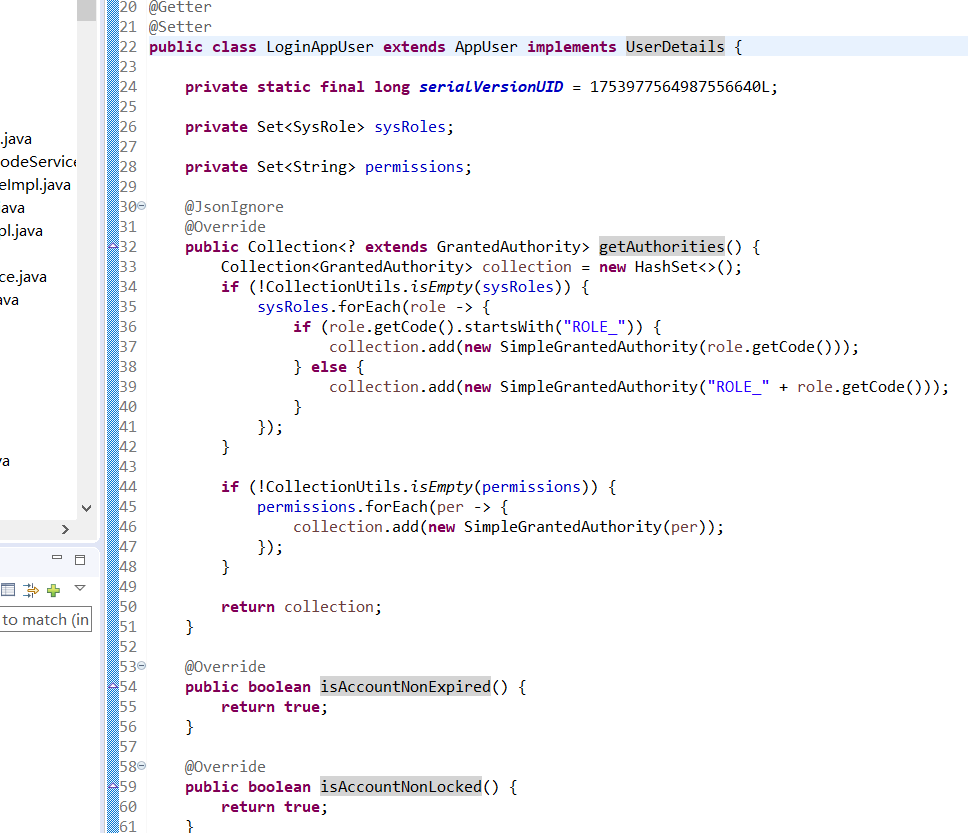 .java
odeService
eImpl.java
ava
pl.java
ce.java
ava
va
to match (in
20 @Getter
21 @Setter
22 public class LoginAppUser extends AppUser implements UserDetails {
23
24 private static final long serialVersionUID = 1753977564987556640L;
25
26 private Set<SysRole> sysRoles;
27
28 private Set<String> permissions;
29
30 @JsonIgnore
31 @Override
32 public Collection<? extends GrantedAuthority> getAuthorities() {
33 Collection<GrantedAuthority> collection = new HashSet<>();
34 if (!CollectionUtils.isEmpty(sysRoles)) {
35 sysRoles.forEach(role -> {
36 if (role.getCode().startsWith("ROLE_")) {
37 collection.add(new SimpleGrantedAuthority(role.getCode()));
38 } else {
39 collection.add(new SimpleGrantedAuthority("ROLE_" + role.getCode()));
40 }
41 });
42 }
43
44 if (!CollectionUtils.isEmpty(permissions)) {
45 permissions.forEach(per -> {
46 collection.add(new SimpleGrantedAuthority(per));
47 });
48 }
49
50 return collection;
51 }
52
53 @Override
54 public boolean isAccountNonExpired() {
55 return true;
56 }
57
58 @Override
59 public boolean isAccountNonLocked() {
60 return true;
61 }